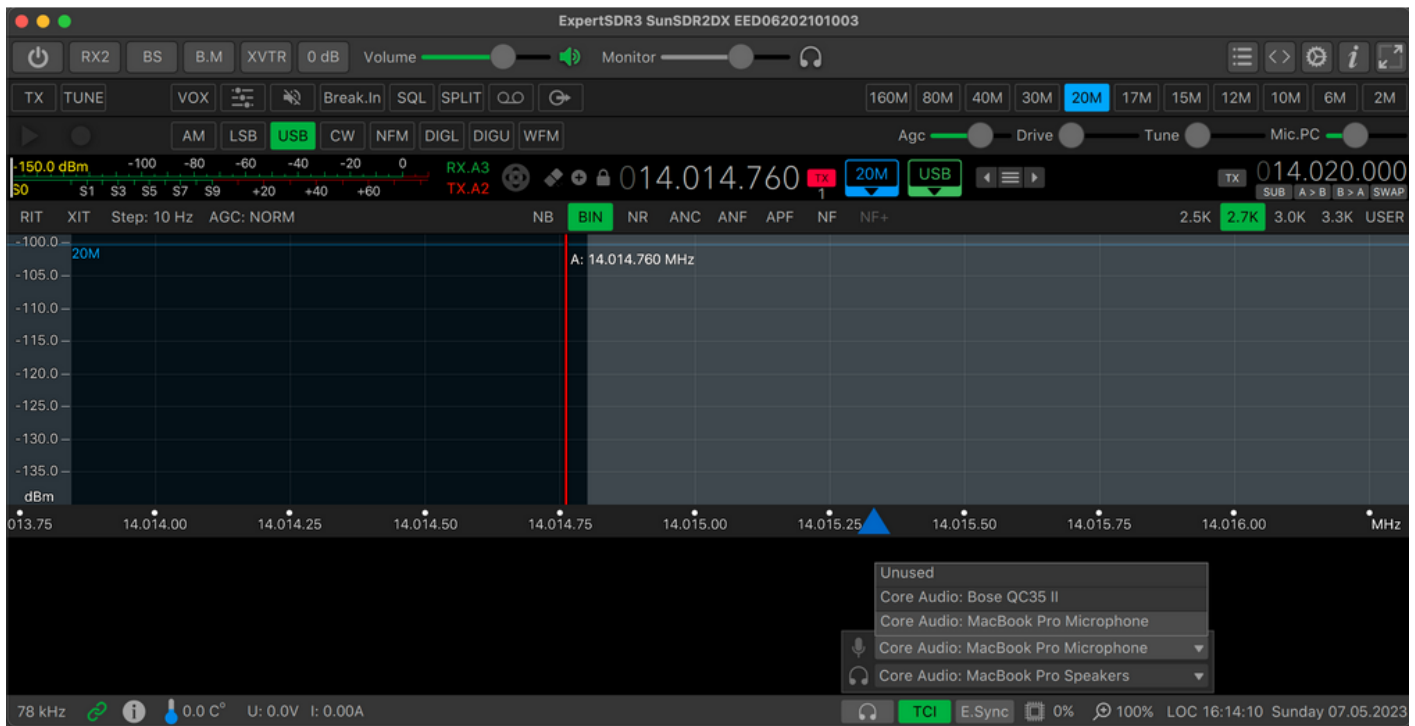 ExpertSDR3 SunSDR2DX EED06202101003
RX2 BS B.M XVTR 0 dB Volume Monitor
TX TUNE VOX Break.In SQL SPLIT 160M 80M 40M 30M 20M 17M 15M 12M 10M 6M 2M
AM LSB USB CW NFM DIGL DIGU WFM Agc Drive Tune Mic.PC
-150.0 dBm -100 -80 -60 -40 -20 0 RX.A3 014.014.760 TX 20M USB TX 014.020.000
S0 S1 S3 S5 S7 S9 +20 +40 +60 TX.A2 1 SUB A > B B > A SWAP
RIT XIT Step: 10 Hz AGC: NORM NB BIN NR ANC ANF APF NF NF+ 2.5K 2.7K 3.0K 3.3K USER
-100.0
20M
A: 14.014.760 MHz
-105.0
-110.0
-115.0
-120.0
-125.0
-130.0
-135.0
dBm
013.75 14.014.00 14.014.25 14.014.50 14.014.75 14.015.00 14.015.25 14.015.50 14.015.75 14.016.00 MHz
Unused
Core Audio: Bose QC35 II
Core Audio: MacBook Pro Microphone
Core Audio: MacBook Pro Microphone
Core Audio: MacBook Pro Speakers
78 kHz 0.0 C° U: 0.0V I: 0.00A TCI E.Sync 0% 100% LOC 16:14:10 Sunday 07.05.2023